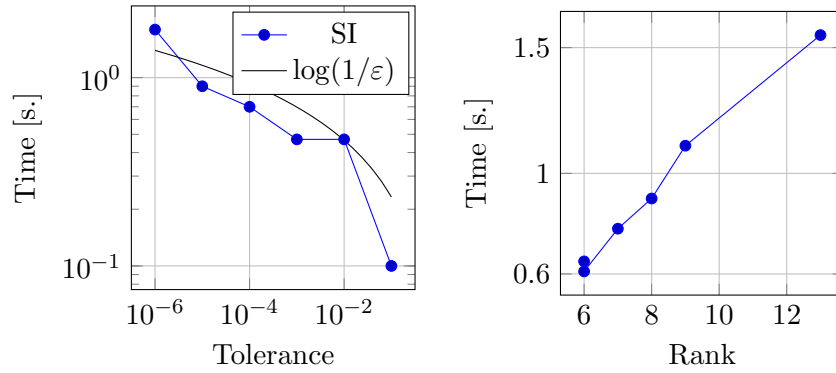 SI
log(1/ε)
10^0
10^-1
Time [s.]
10^-6 10^-4 10^-2
Tolerance
1.5
1
0.6
Time [s.]
6 8 10 12
Rank